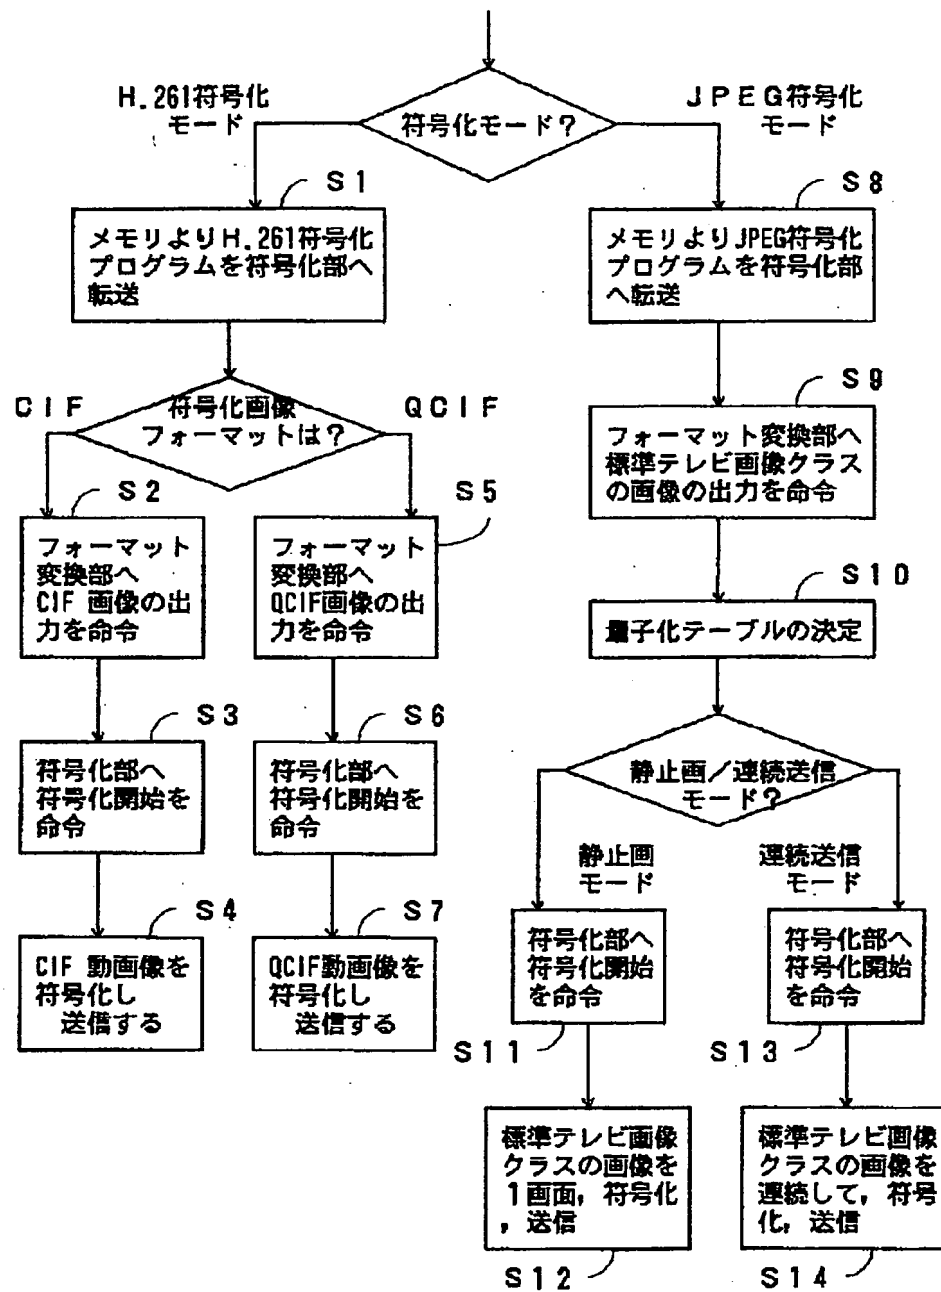 符号化モード?
H.261符号化
モード
JPEG符号化
モード
S1
メモリよりH.261符号化
プログラムを符号化部へ
転送
符号化画像
フォーマットは?
CIF
QCIF
S2
フォーマット
変換部へ
CIF 画像の出
力を命令
S3
符号化部へ
符号化開始を
命令
S4
CIF 動画像を
符号化し
送信する
S5
フォーマット
変換部へ
QCIF画像の出
力を命令
S6
符号化部へ
符号化開始を
命令
S7
QCIF動画像を
符号化し
送信する
S8
メモリよりJPEG符号化
プログラムを符号化部
へ転送
S9
フォーマット変換部へ
標準テレビ画像クラス
の画像の出力を命令
S10
量子化テーブルの決定
静止画/連続送信
モード?
静止画
モード
連続送信
モード
符号化部へ
符号化開始
を命令
S11
標準テレビ画像
クラスの画像を
1画面,符号化
,送信
S12
符号化部へ
符号化開始
を命令
S13
標準テレビ画像
クラスの画像を
連続して,符号
化,送信
S14